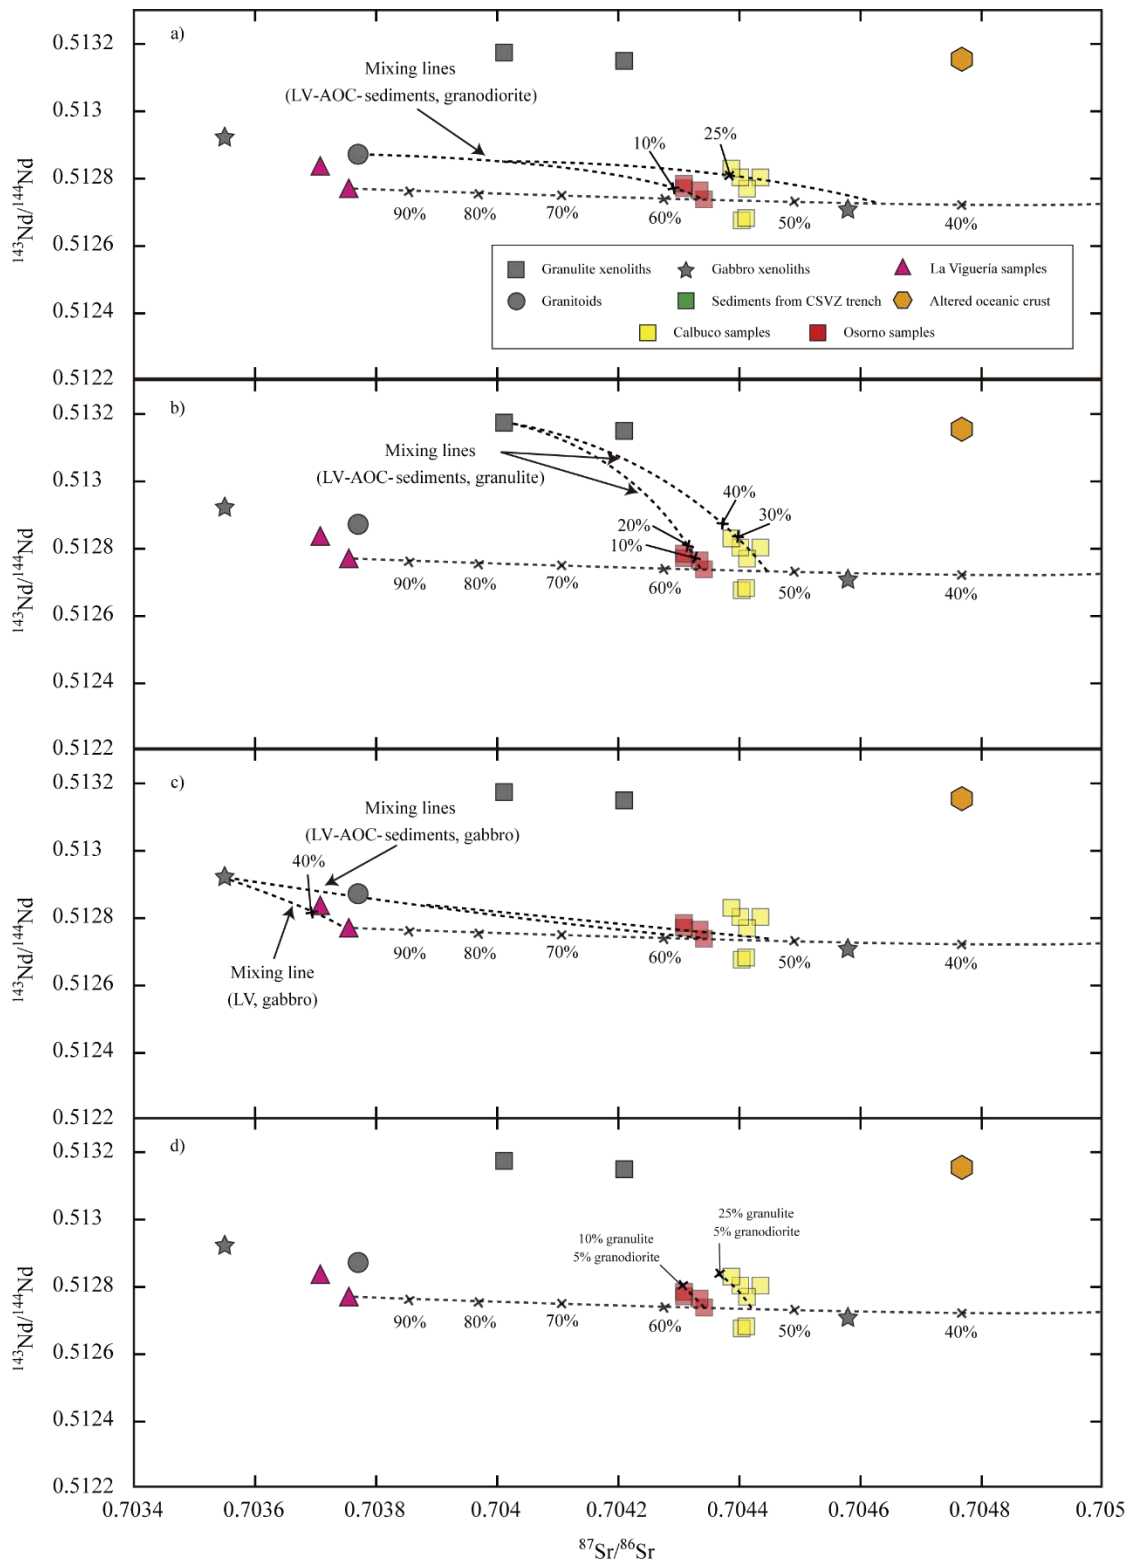 a)
0.5132
0.513
0.5128
0.5126
0.5124
0.5122
¹⁴³Nd/¹⁴⁴Nd
Mixing lines
(LV-AOC-sediments, granodiorite)
10%
25%
90%
80%
70%
60%
50%
40%
Granulite xenoliths
Gabbro xenoliths
La Viguería samples
Granitoids
Sediments from CSVZ trench
Altered oceanic crust
Calbuco samples
Osorno samples
b)
0.5132
0.513
0.5128
0.5126
0.5124
0.5122
¹⁴³Nd/¹⁴⁴Nd
Mixing lines
(LV-AOC-sediments, granulite)
40%
30%
20%
10%
90%
80%
70%
60%
50%
40%
c)
0.5132
0.513
0.5128
0.5126
0.5124
0.5122
¹⁴³Nd/¹⁴⁴Nd
Mixing lines
(LV-AOC-sediments, gabbro)
40%
Mixing line
(LV, gabbro)
90%
80%
70%
60%
50%
40%
d)
0.5132
0.513
0.5128
0.5126
0.5124
0.5122
¹⁴³Nd/¹⁴⁴Nd
25% granulite
5% granodiorite
10% granulite
5% granodiorite
90%
80%
70%
60%
50%
40%
0.7034
0.7036
0.7038
0.704
0.7042
0.7044
0.7046
0.7048
0.705
⁸⁷Sr/⁸⁶Sr